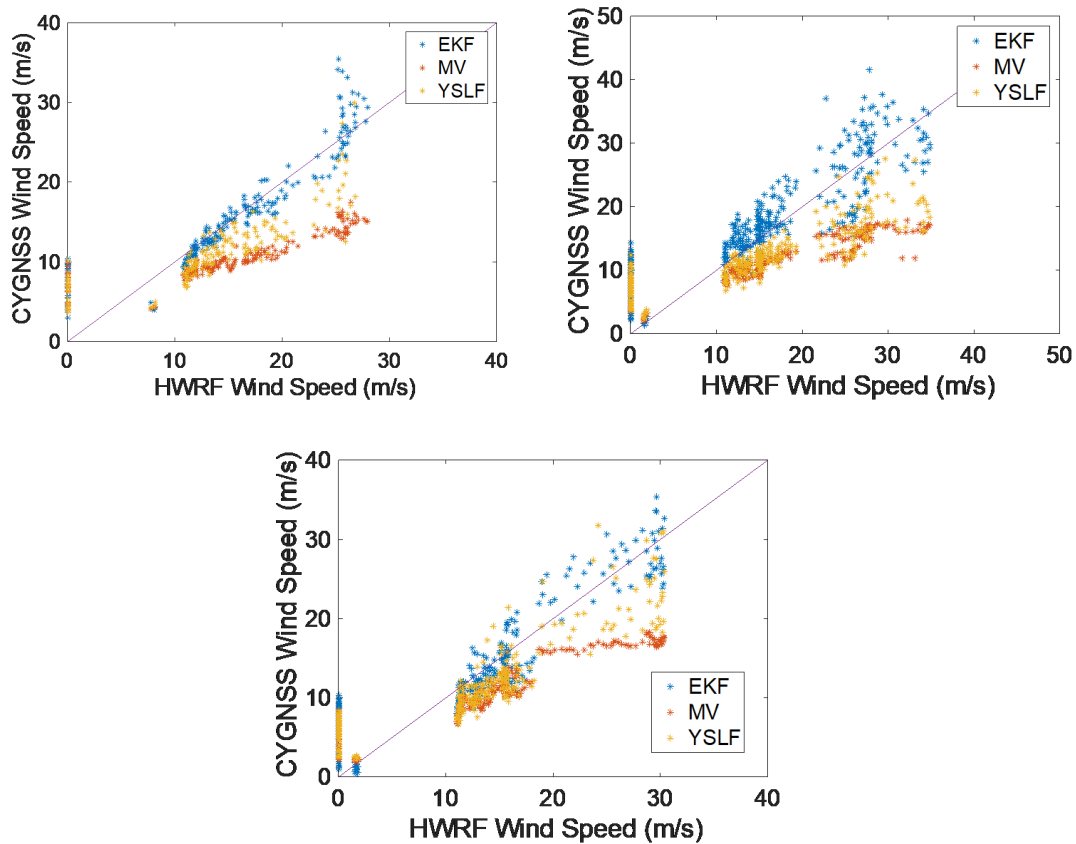 40
30
20
10
0
0 10 20 30 40
CYGNSS Wind Speed (m/s)
HWRF Wind Speed (m/s)
EKF
MV
YSLF
50
40
30
20
10
0
0 10 20 30 40 50
CYGNSS Wind Speed (m/s)
HWRF Wind Speed (m/s)
EKF
MV
YSLF
40
30
20
10
0
0 10 20 30 40
CYGNSS Wind Speed (m/s)
HWRF Wind Speed (m/s)
EKF
MV
YSLF